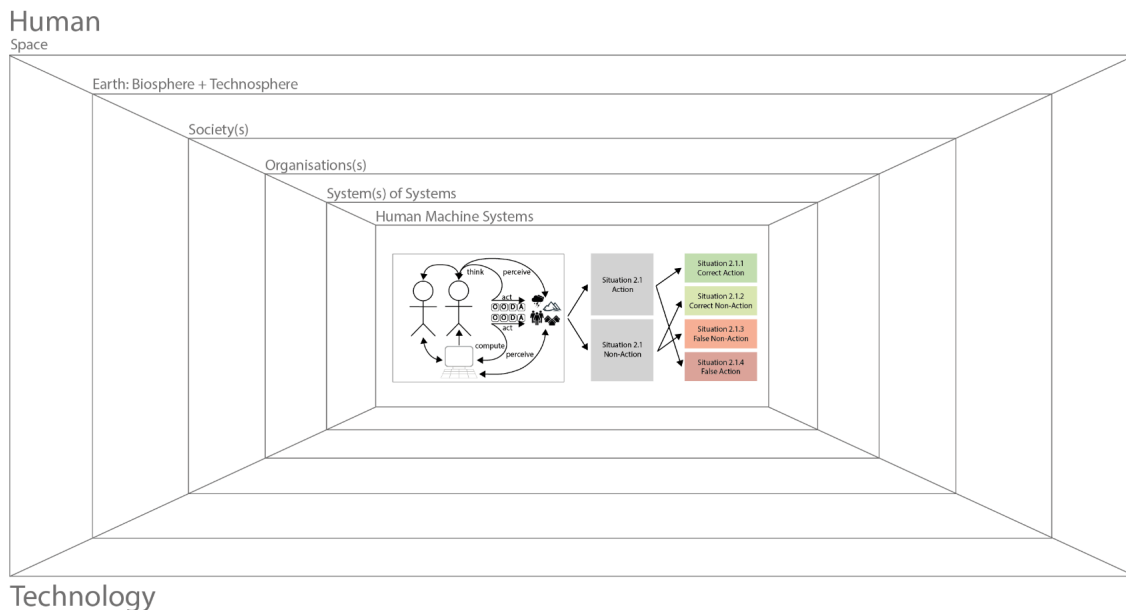 Human
Space
Earth: Biosphere + Technosphere
Society(s)
Organisations(s)
System(s) of Systems
Human Machine Systems
think
perceive
act
O O D A
O O D A
act
compute
perceive
Situation 2.1
Action
Situation 2.1
Non-Action
Situation 2.1.1
Correct Action
Situation 2.1.2
Correct Non-Action
Situation 2.1.3
False Non-Action
Situation 2.1.4
False Action
Technology